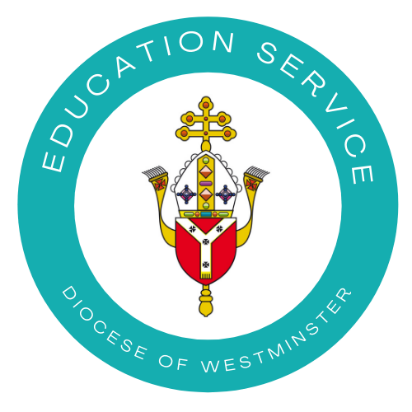 EDUCATION SERVICE
DIOCESE OF WESTMINSTER